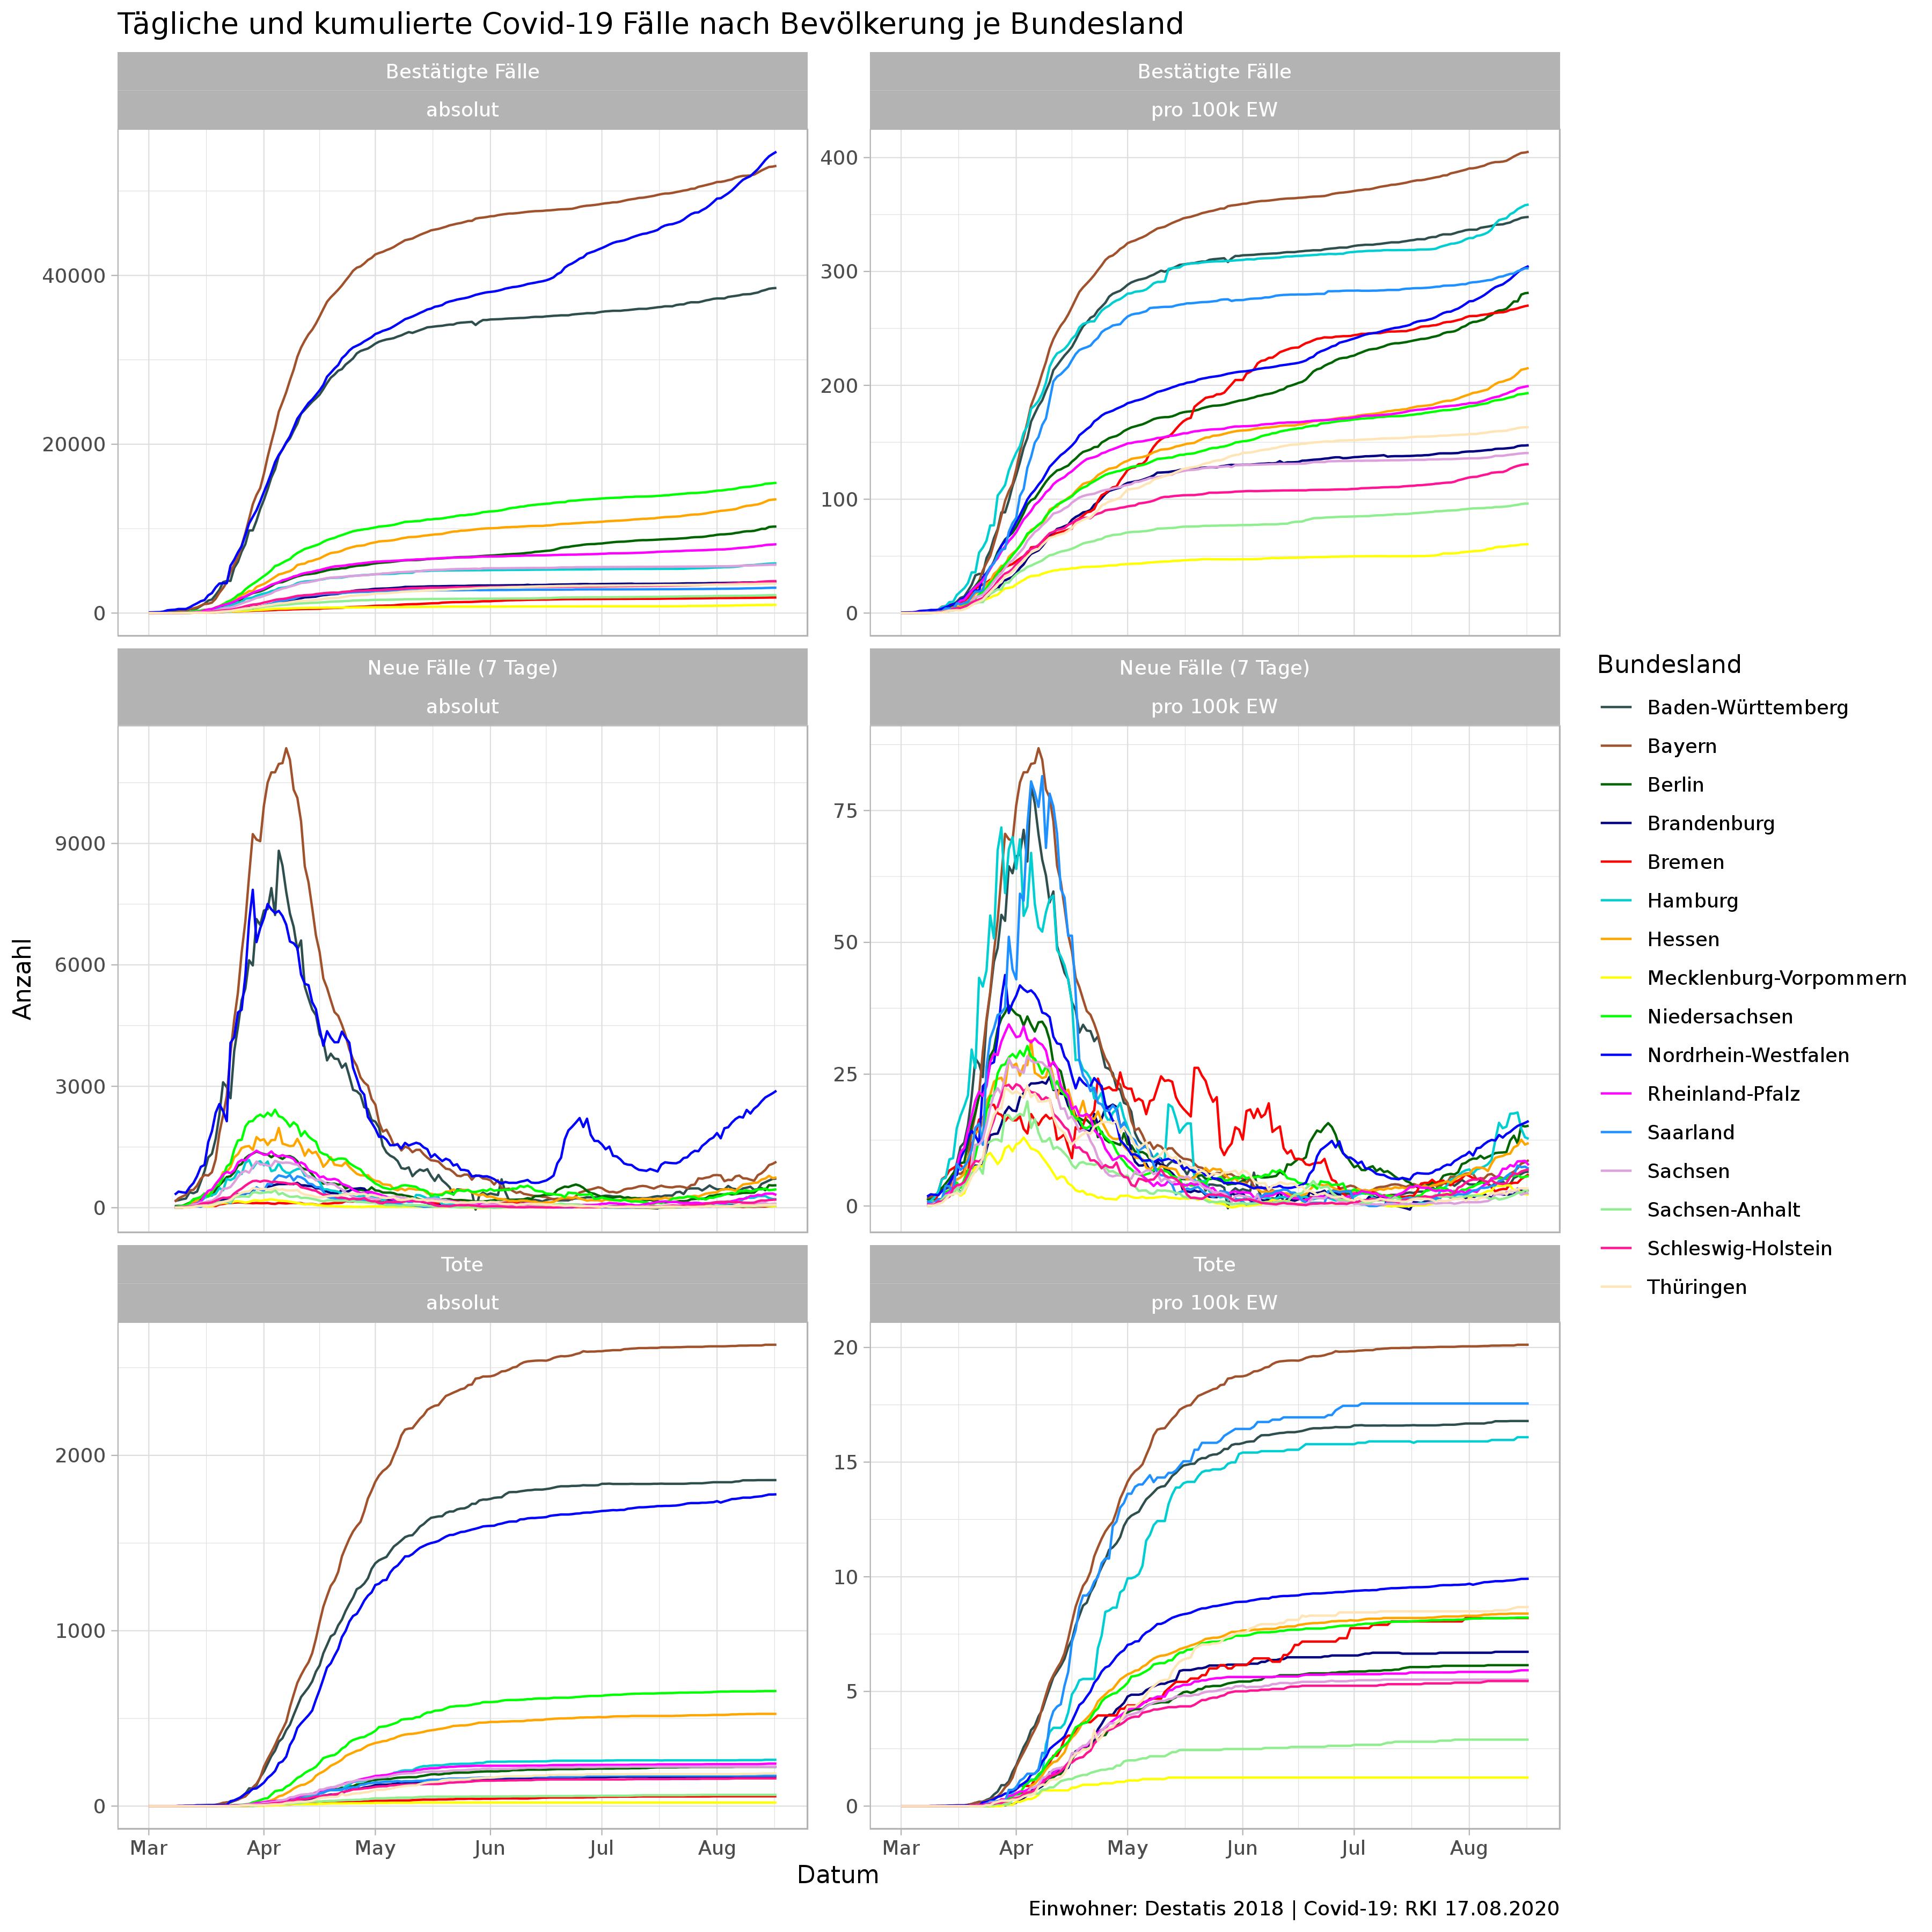 Tägliche und kumulierte Covid-19 Fälle nach Bevölkerung je Bundesland
Bestätigte Fälle
absolut
40000
20000
0
Bestätigte Fälle
pro 100k EW
400
300
200
100
0
Neue Fälle (7 Tage)
absolut
9000
6000
3000
0
Neue Fälle (7 Tage)
pro 100k EW
75
50
25
0
Tote
absolut
2000
1000
0
Tote
pro 100k EW
20
15
10
5
0
Anzahl
Mar Apr May Jun Jul Aug
Mar Apr May Jun Jul Aug
Datum
Bundesland
Baden-Württemberg
Bayern
Berlin
Brandenburg
Bremen
Hamburg
Hessen
Mecklenburg-Vorpommern
Niedersachsen
Nordrhein-Westfalen
Rheinland-Pfalz
Saarland
Sachsen
Sachsen-Anhalt
Schleswig-Holstein
Thüringen
Einwohner: Destatis 2018 | Covid-19: RKI 17.08.2020